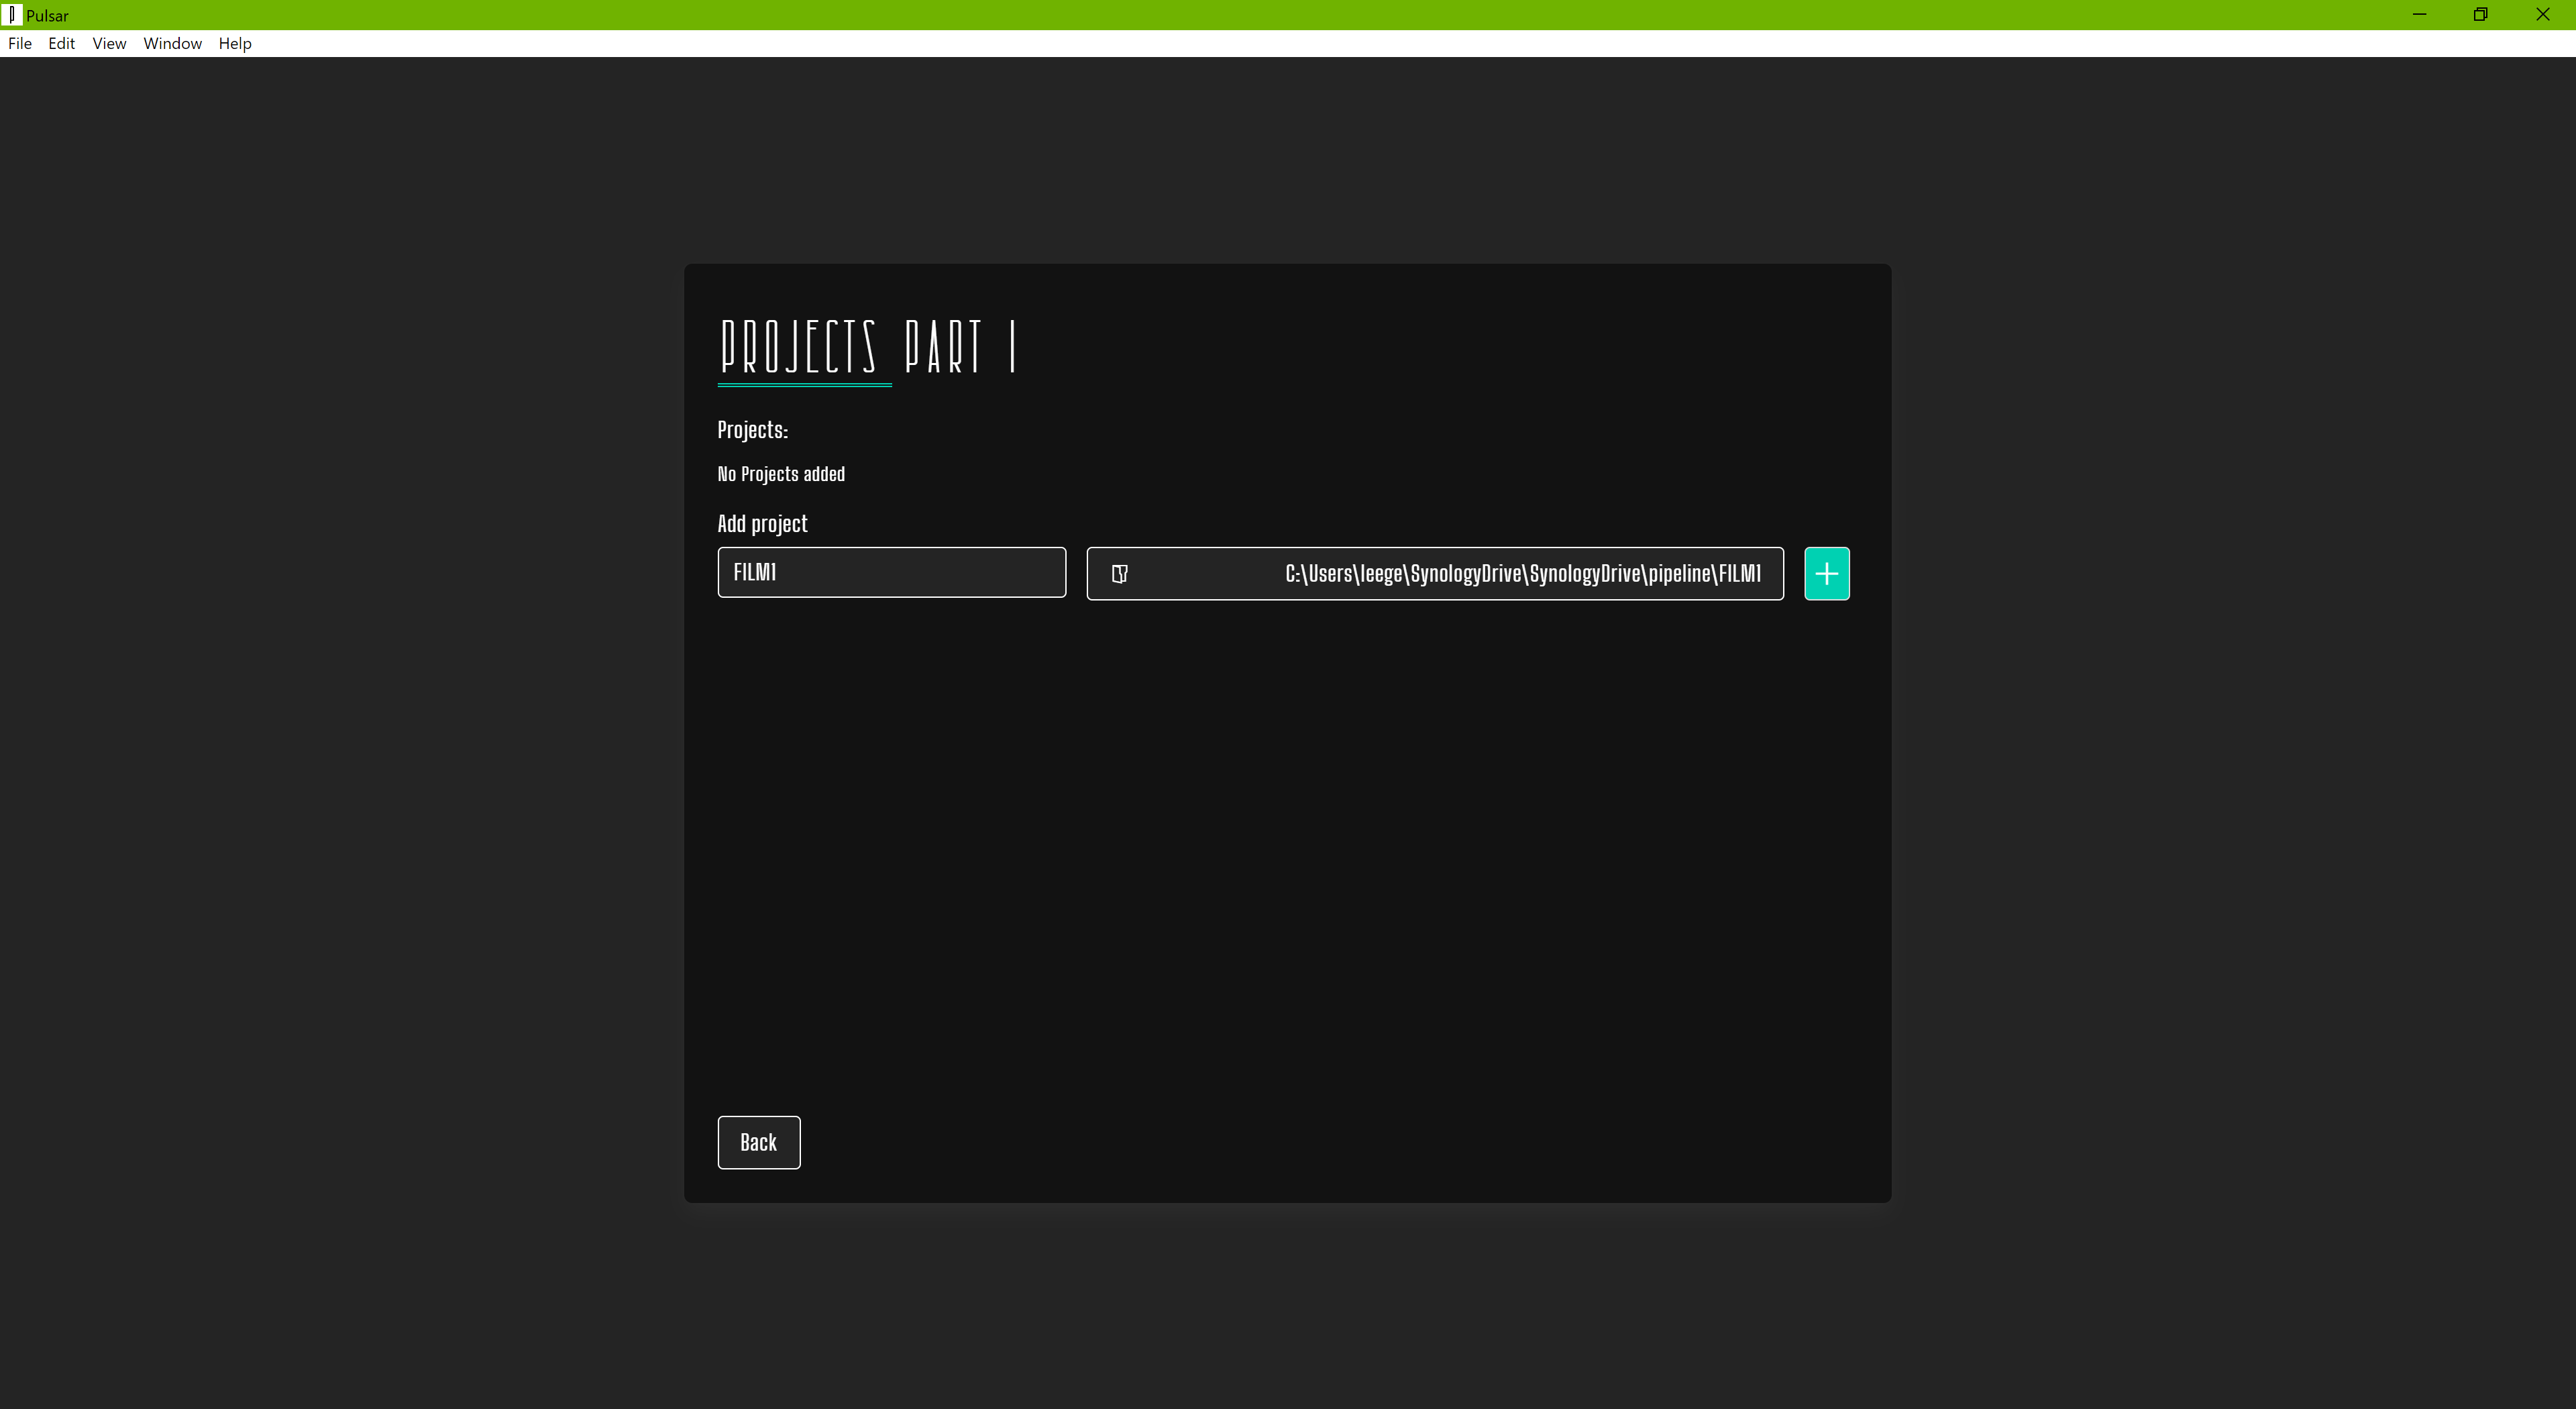 Pulsar
File Edit View Window Help
PROJECTS PART 1
Projects:
No Projects added
Add project
FILM1 C:\Users\leege\SynologyDrive\SynologyDrive\pipeline\FILM1
Back